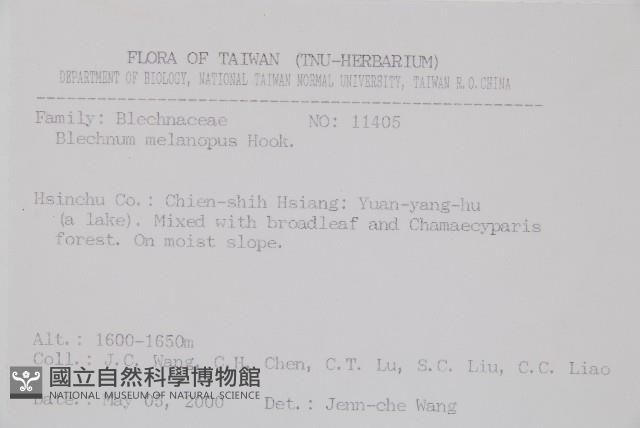 FLORA OF TAIWAN (TNU-HERBARIUM)
DEPARTMENT OF BIOLOGY, NATIONAL TAIWAN NORMAL UNIVERSITY, TAIWAN R.O.CHINA
Family: Blechnaceae NO: 11405
Blechnum melanopus Hook.
Hsinchu Co.: Chien-shih Hsiang: Yuan-yang-hu
(a lake). Mixed with broadleaf and Chamaecyparis
forest. On moist slope.
Alt.: 1600-1650m
Coll.: J.C. Wang, C.H. Chen, C.T. Lu, S.C. Liu, C.C. Liao
國立自然科學博物館
NATIONAL MUSEUM OF NATURAL SCIENCE
Date.: May 05, 2000 Det.: Jenn-che Wang